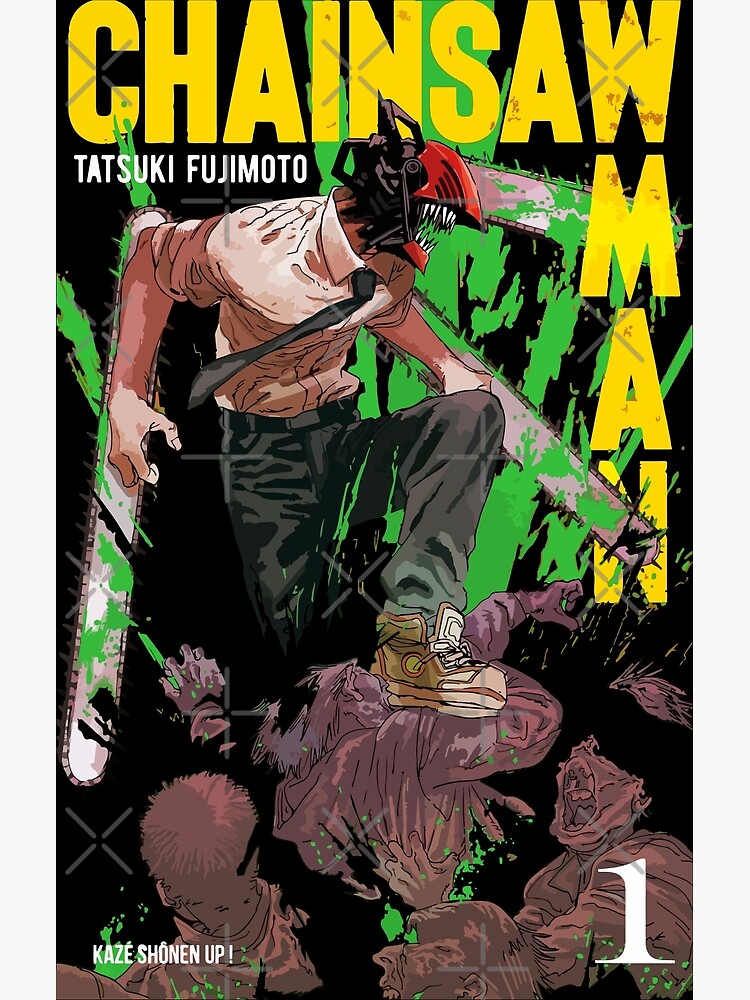 CHAINSAW
MAN
TATSUKI FUJIMOTO
KAZÉ SHÔNEN UP !
1